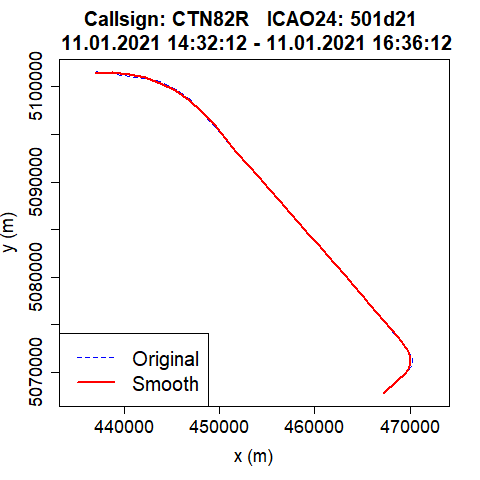 Callsign: CTN82R   ICAO24: 501d21
11.01.2021 14:32:12 - 11.01.2021 16:36:12
y (m)
5100000
5090000
5080000
5070000
Original
Smooth
440000 450000 460000 470000
x (m)